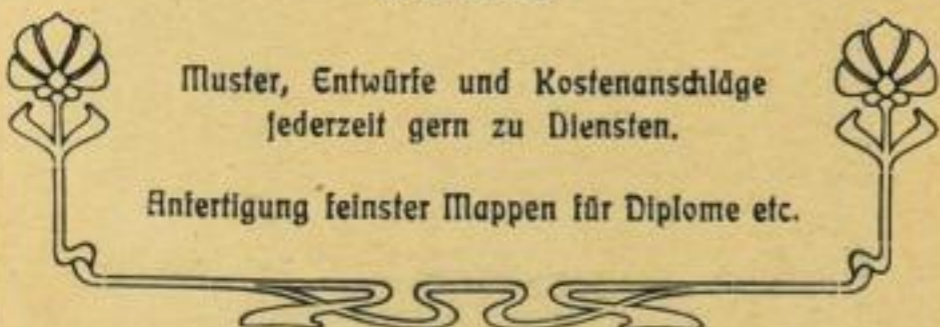 Muster, Entwürfe und Kostenanschläge
jederzeit gern zu Diensten.
Anfertigung feinster Mappen für Diplome etc.